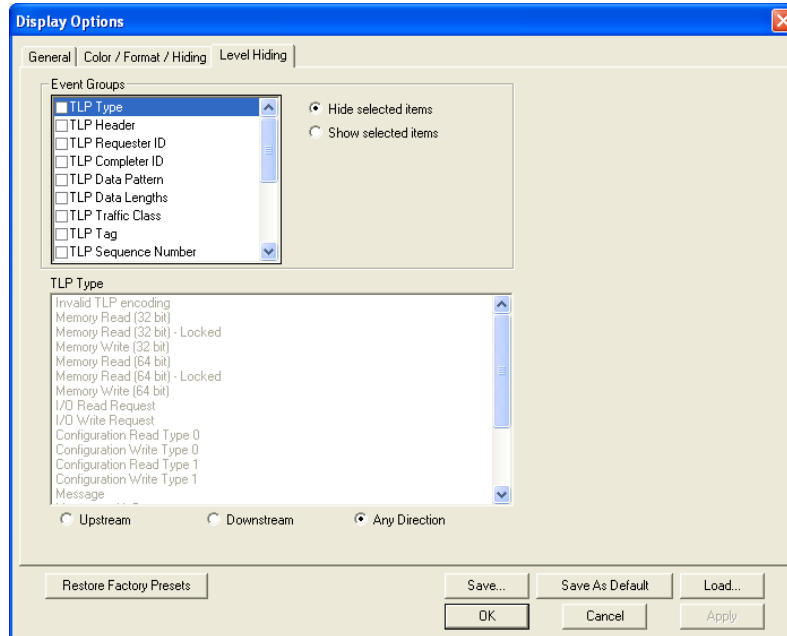 Display Options
General
Color / Format / Hiding
Level Hiding
Event Groups
TLP Type
TLP Header
TLP Requester ID
TLP Completer ID
TLP Data Pattern
TLP Data Lengths
TLP Traffic Class
TLP Tag
TLP Sequence Number
Hide selected items
Show selected items
TLP Type
Invalid TLP encoding
Memory Read (32 bit)
Memory Read (32 bit) - Locked
Memory Write (32 bit)
Memory Read (64 bit)
Memory Read (64 bit) - Locked
Memory Write (64 bit)
I/O Read Request
I/O Write Request
Configuration Read Type 0
Configuration Write Type 0
Configuration Read Type 1
Configuration Write Type 1
Message
Upstream
Downstream
Any Direction
Restore Factory Presets
Save...
Save As Default
Load...
OK
Cancel
Apply